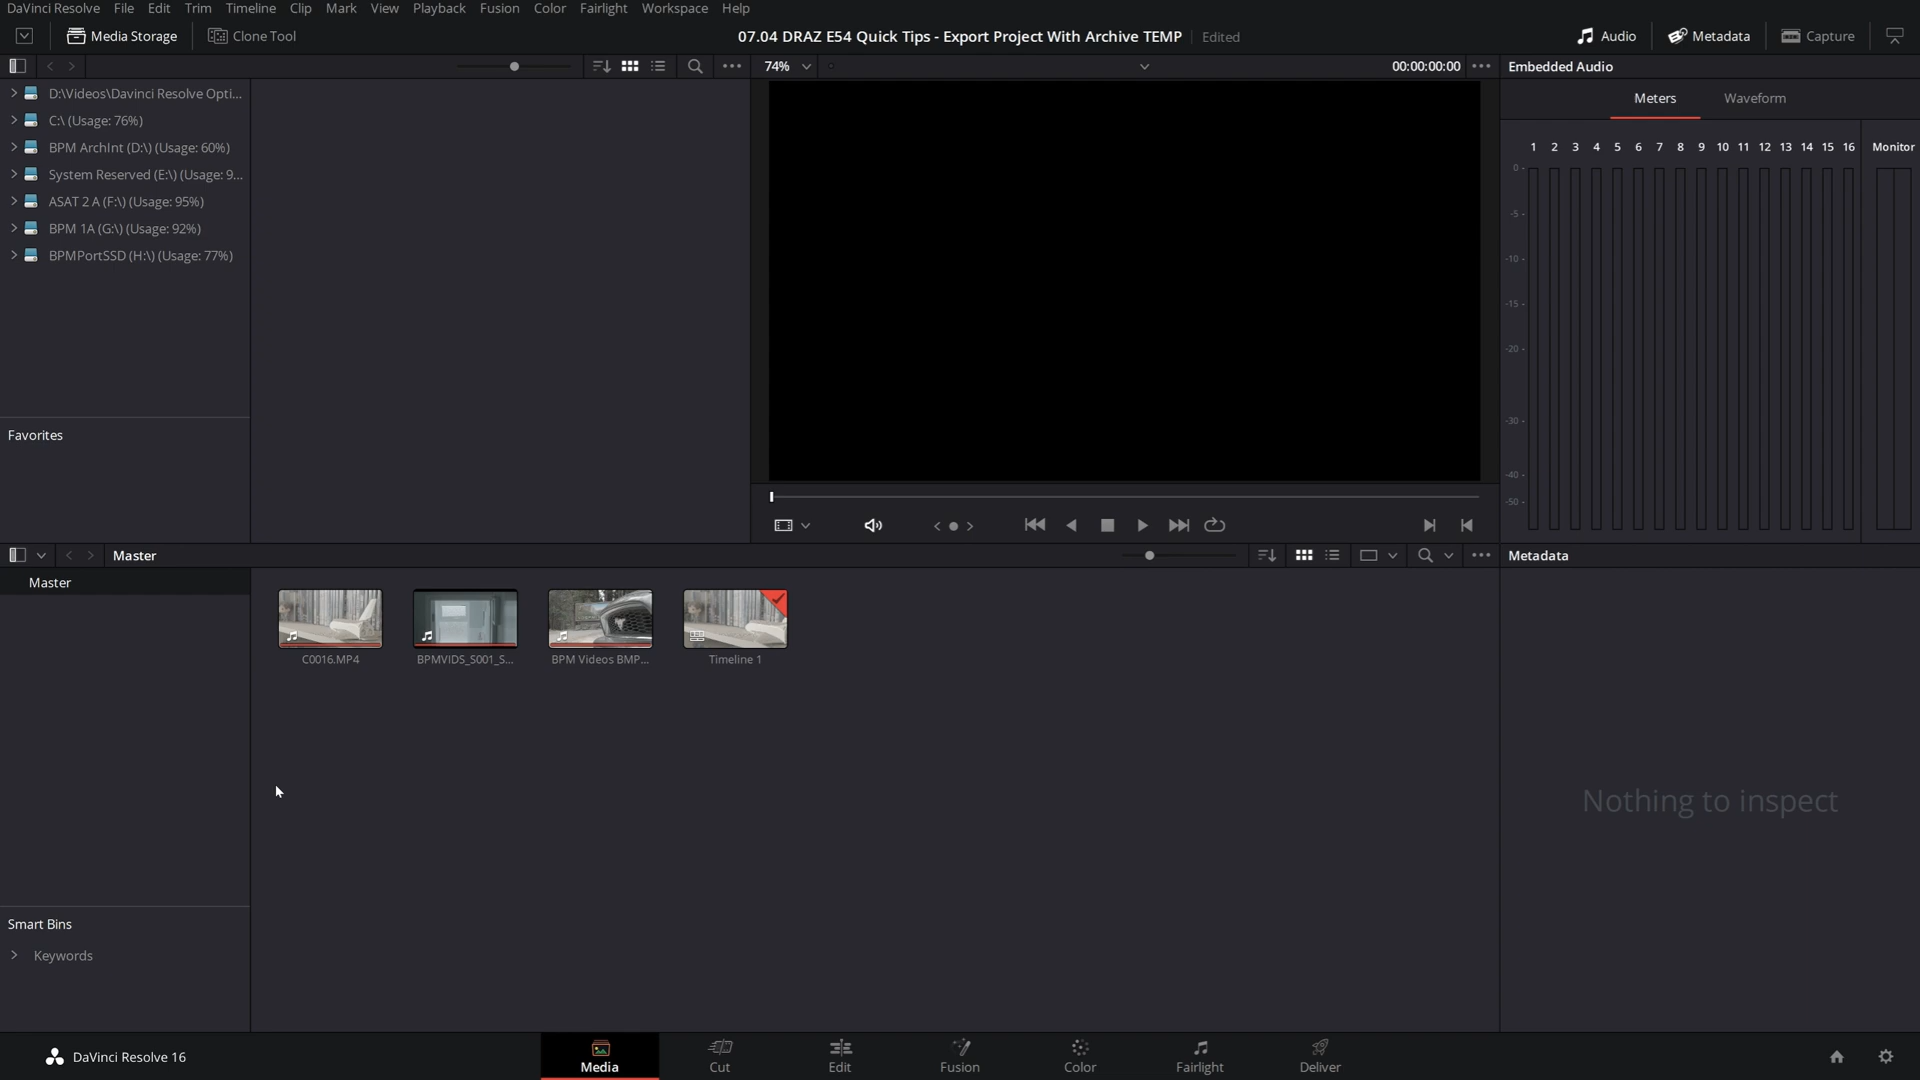 DaVinci Resolve File Edit Trim Timeline Clip Mark View Playback Fusion Color Fairlight Workspace Help
Media Storage Clone Tool 07.04 DRAZ E54 Quick Tips - Export Project With Archive TEMP Edited Audio Metadata Capture
74% 00:00:00:00 Embedded Audio
D:\Videos\Davinci Resolve Opti...
C:\ (Usage: 76%)
BPM ArchInt (D:\) (Usage: 60%)
System Reserved (E:\) (Usage: 9...
ASAT 2 A (F:\) (Usage: 95%)
BPM 1A (G:\) (Usage: 92%)
BPMPortSSD (H:\) (Usage: 77%)
Favorites
Meters Waveform
1 2 3 4 5 6 7 8 9 10 11 12 13 14 15 16 Monitor
0 -
-5 -
-10 -
-15 -
-20 -
-30 -
-40 -
-50 -
Master
Metadata
Master
C0016.MP4 BPMVIDS_S001_S... BPM Videos BMP... Timeline 1
Nothing to inspect
Smart Bins
Keywords
DaVinci Resolve 16
Media Cut Edit Fusion Color Fairlight Deliver